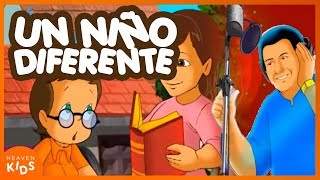 UN NIÑO
DIFERENTE
HEAVEN
KIDS